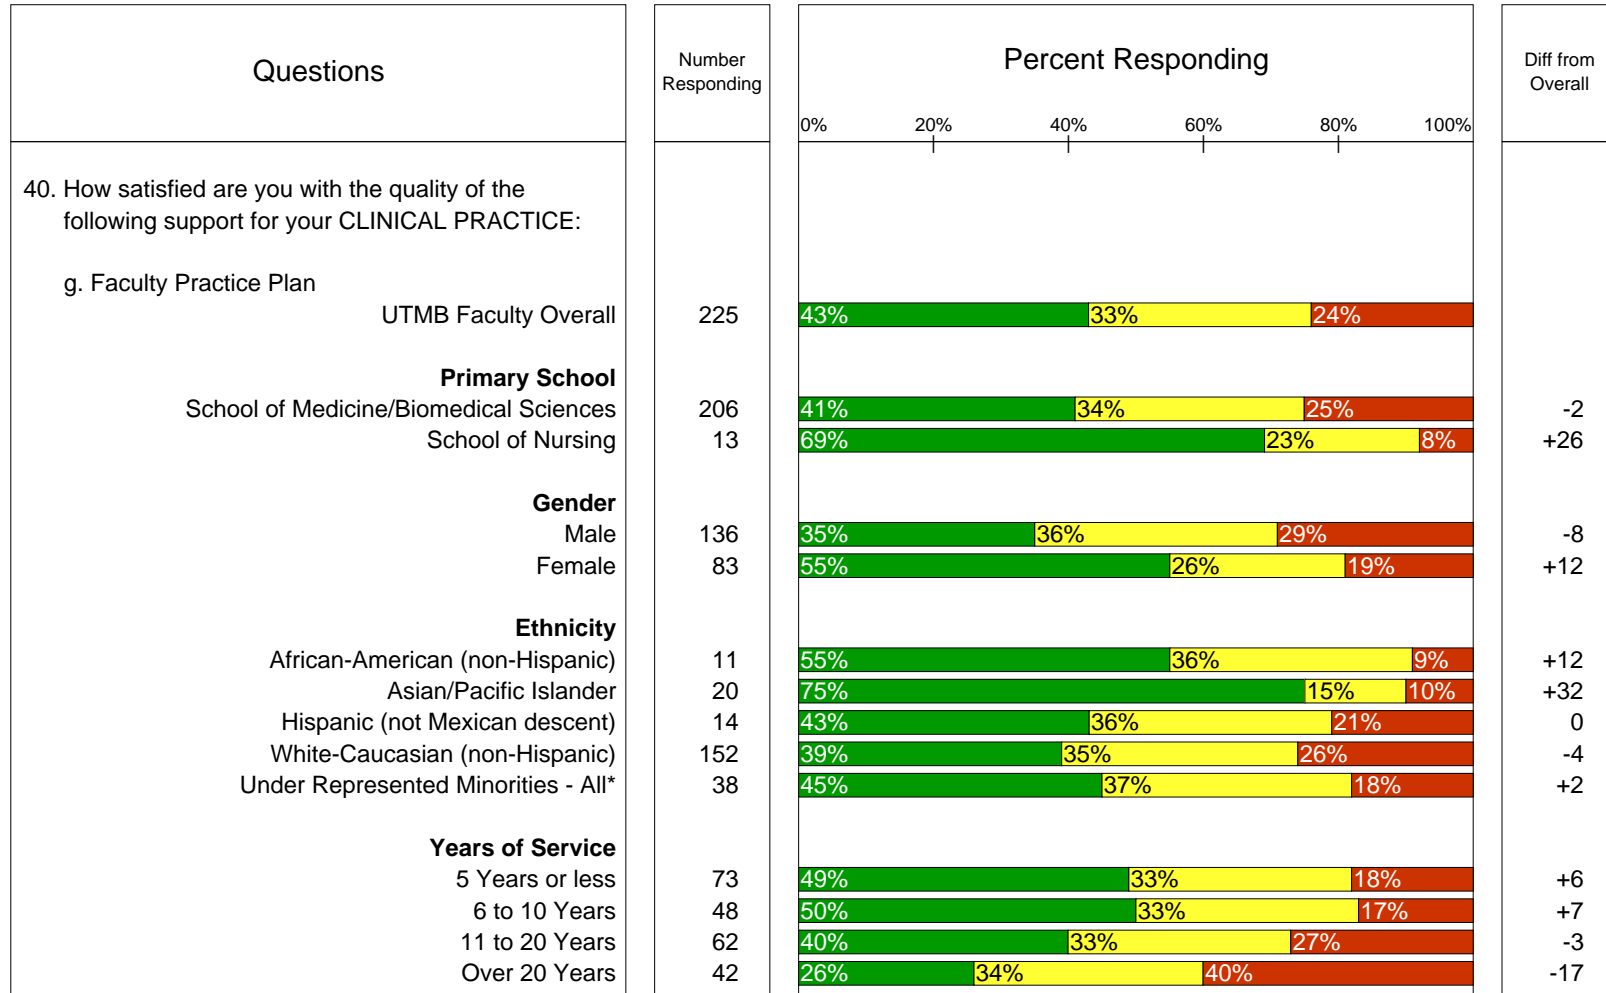 Questions
Number
Responding
Percent Responding
Diff from
Overall
0% 20% 40% 60% 80% 100%
40. How satisfied are you with the quality of the
following support for your CLINICAL PRACTICE:
g. Faculty Practice Plan
UTMB Faculty Overall 225 43% 33% 24%
Primary School
School of Medicine/Biomedical Sciences 206 41% 34% 25% -2
School of Nursing 13 69% 23% 8% +26
Gender
Male 136 35% 36% 29% -8
Female 83 55% 26% 19% +12
Ethnicity
African-American (non-Hispanic) 11 55% 36% 9% +12
Asian/Pacific Islander 20 75% 15% 10% +32
Hispanic (not Mexican descent) 14 43% 36% 21% 0
White-Caucasian (non-Hispanic) 152 39% 35% 26% -4
Under Represented Minorities - All* 38 45% 37% 18% +2
Years of Service
5 Years or less 73 49% 33% 18% +6
6 to 10 Years 48 50% 33% 17% +7
11 to 20 Years 62 40% 33% 27% -3
Over 20 Years 42 26% 34% 40% -17